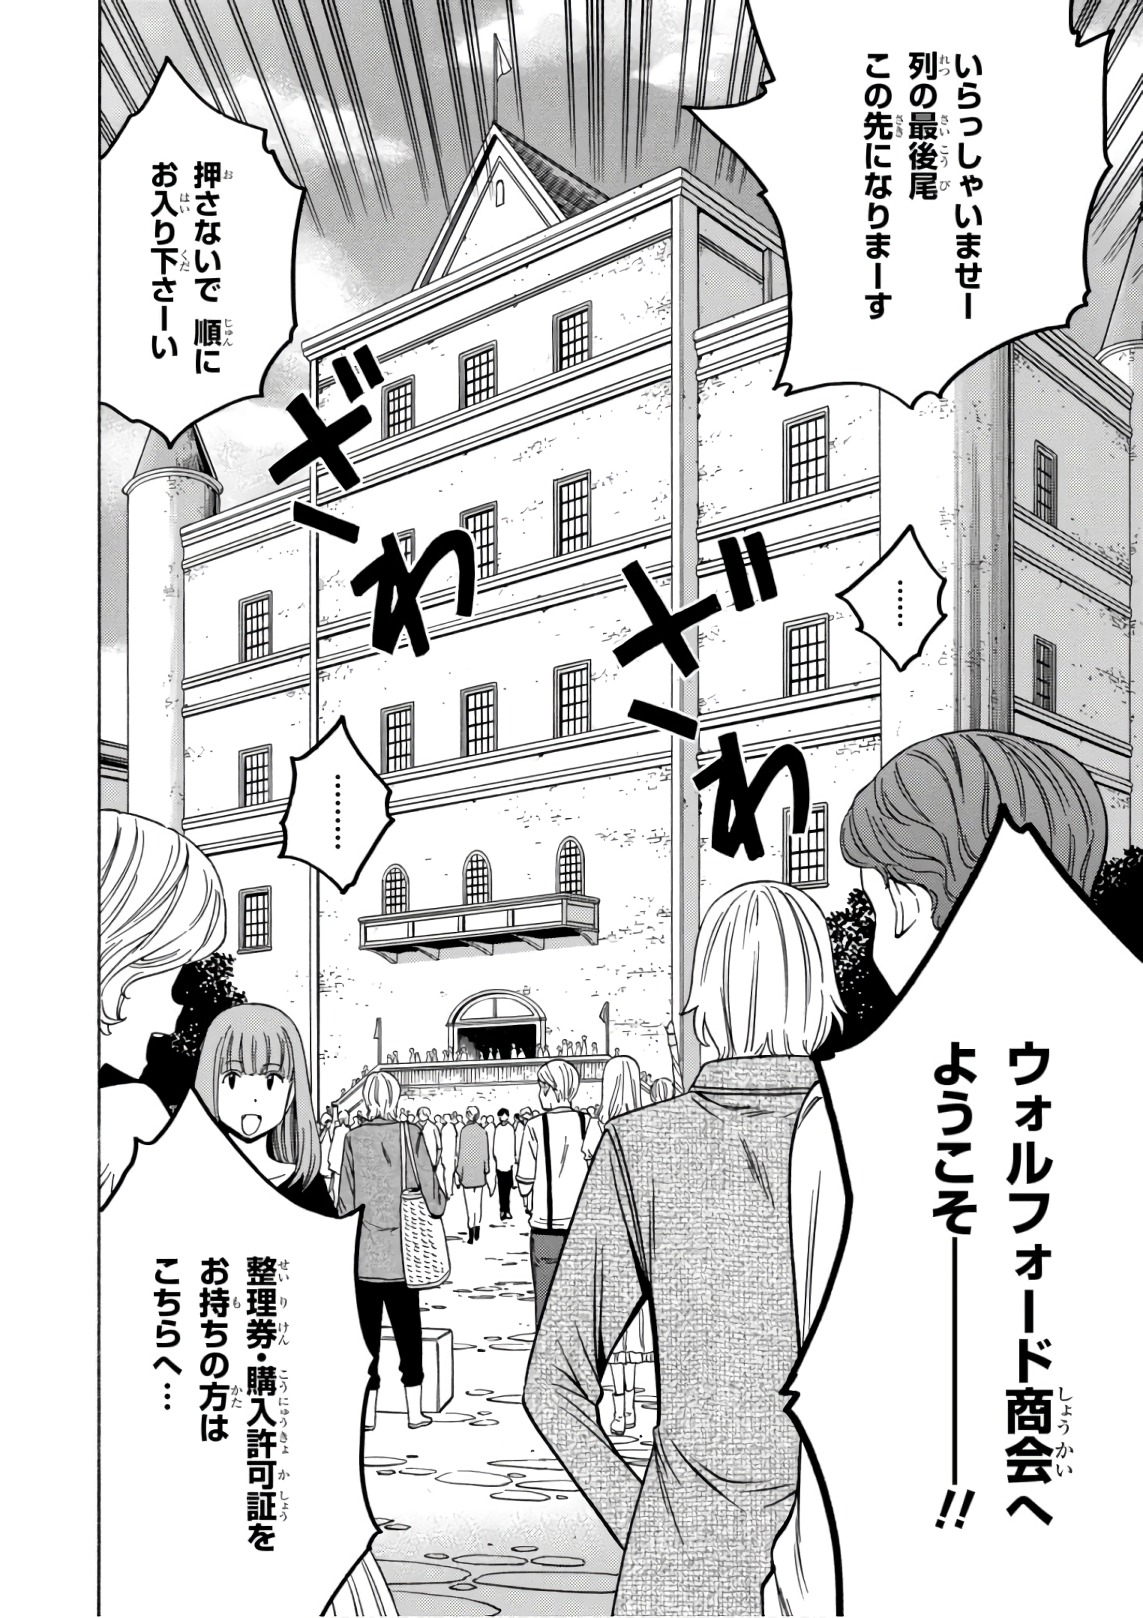 いらっしゃいませー
列の最後尾
この先になりまーす
押さないで 順に
お入り下さーい
ザわ
ザわ
……
………
ウォルフォード商会へ
ようこそ――――!!
整理券・購入許可証を
お持ちの方は
こちらへ…